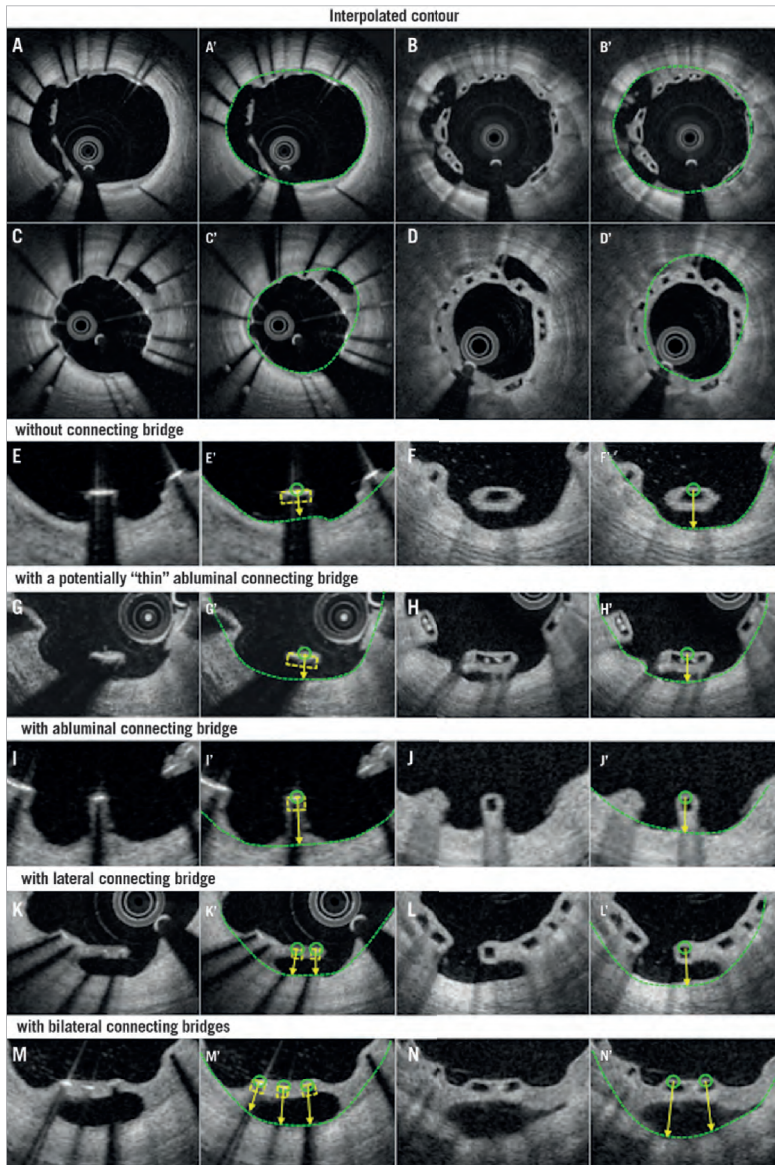 Interpolated contour
A A' B B'
C C' D D'
without connecting bridge
E E' F F'
with a potentially “thin” abluminal connecting bridge
G G' H H'
with abluminal connecting bridge
I I' J J'
with lateral connecting bridge
K K' L L'
with bilateral connecting bridges
M M' N N'